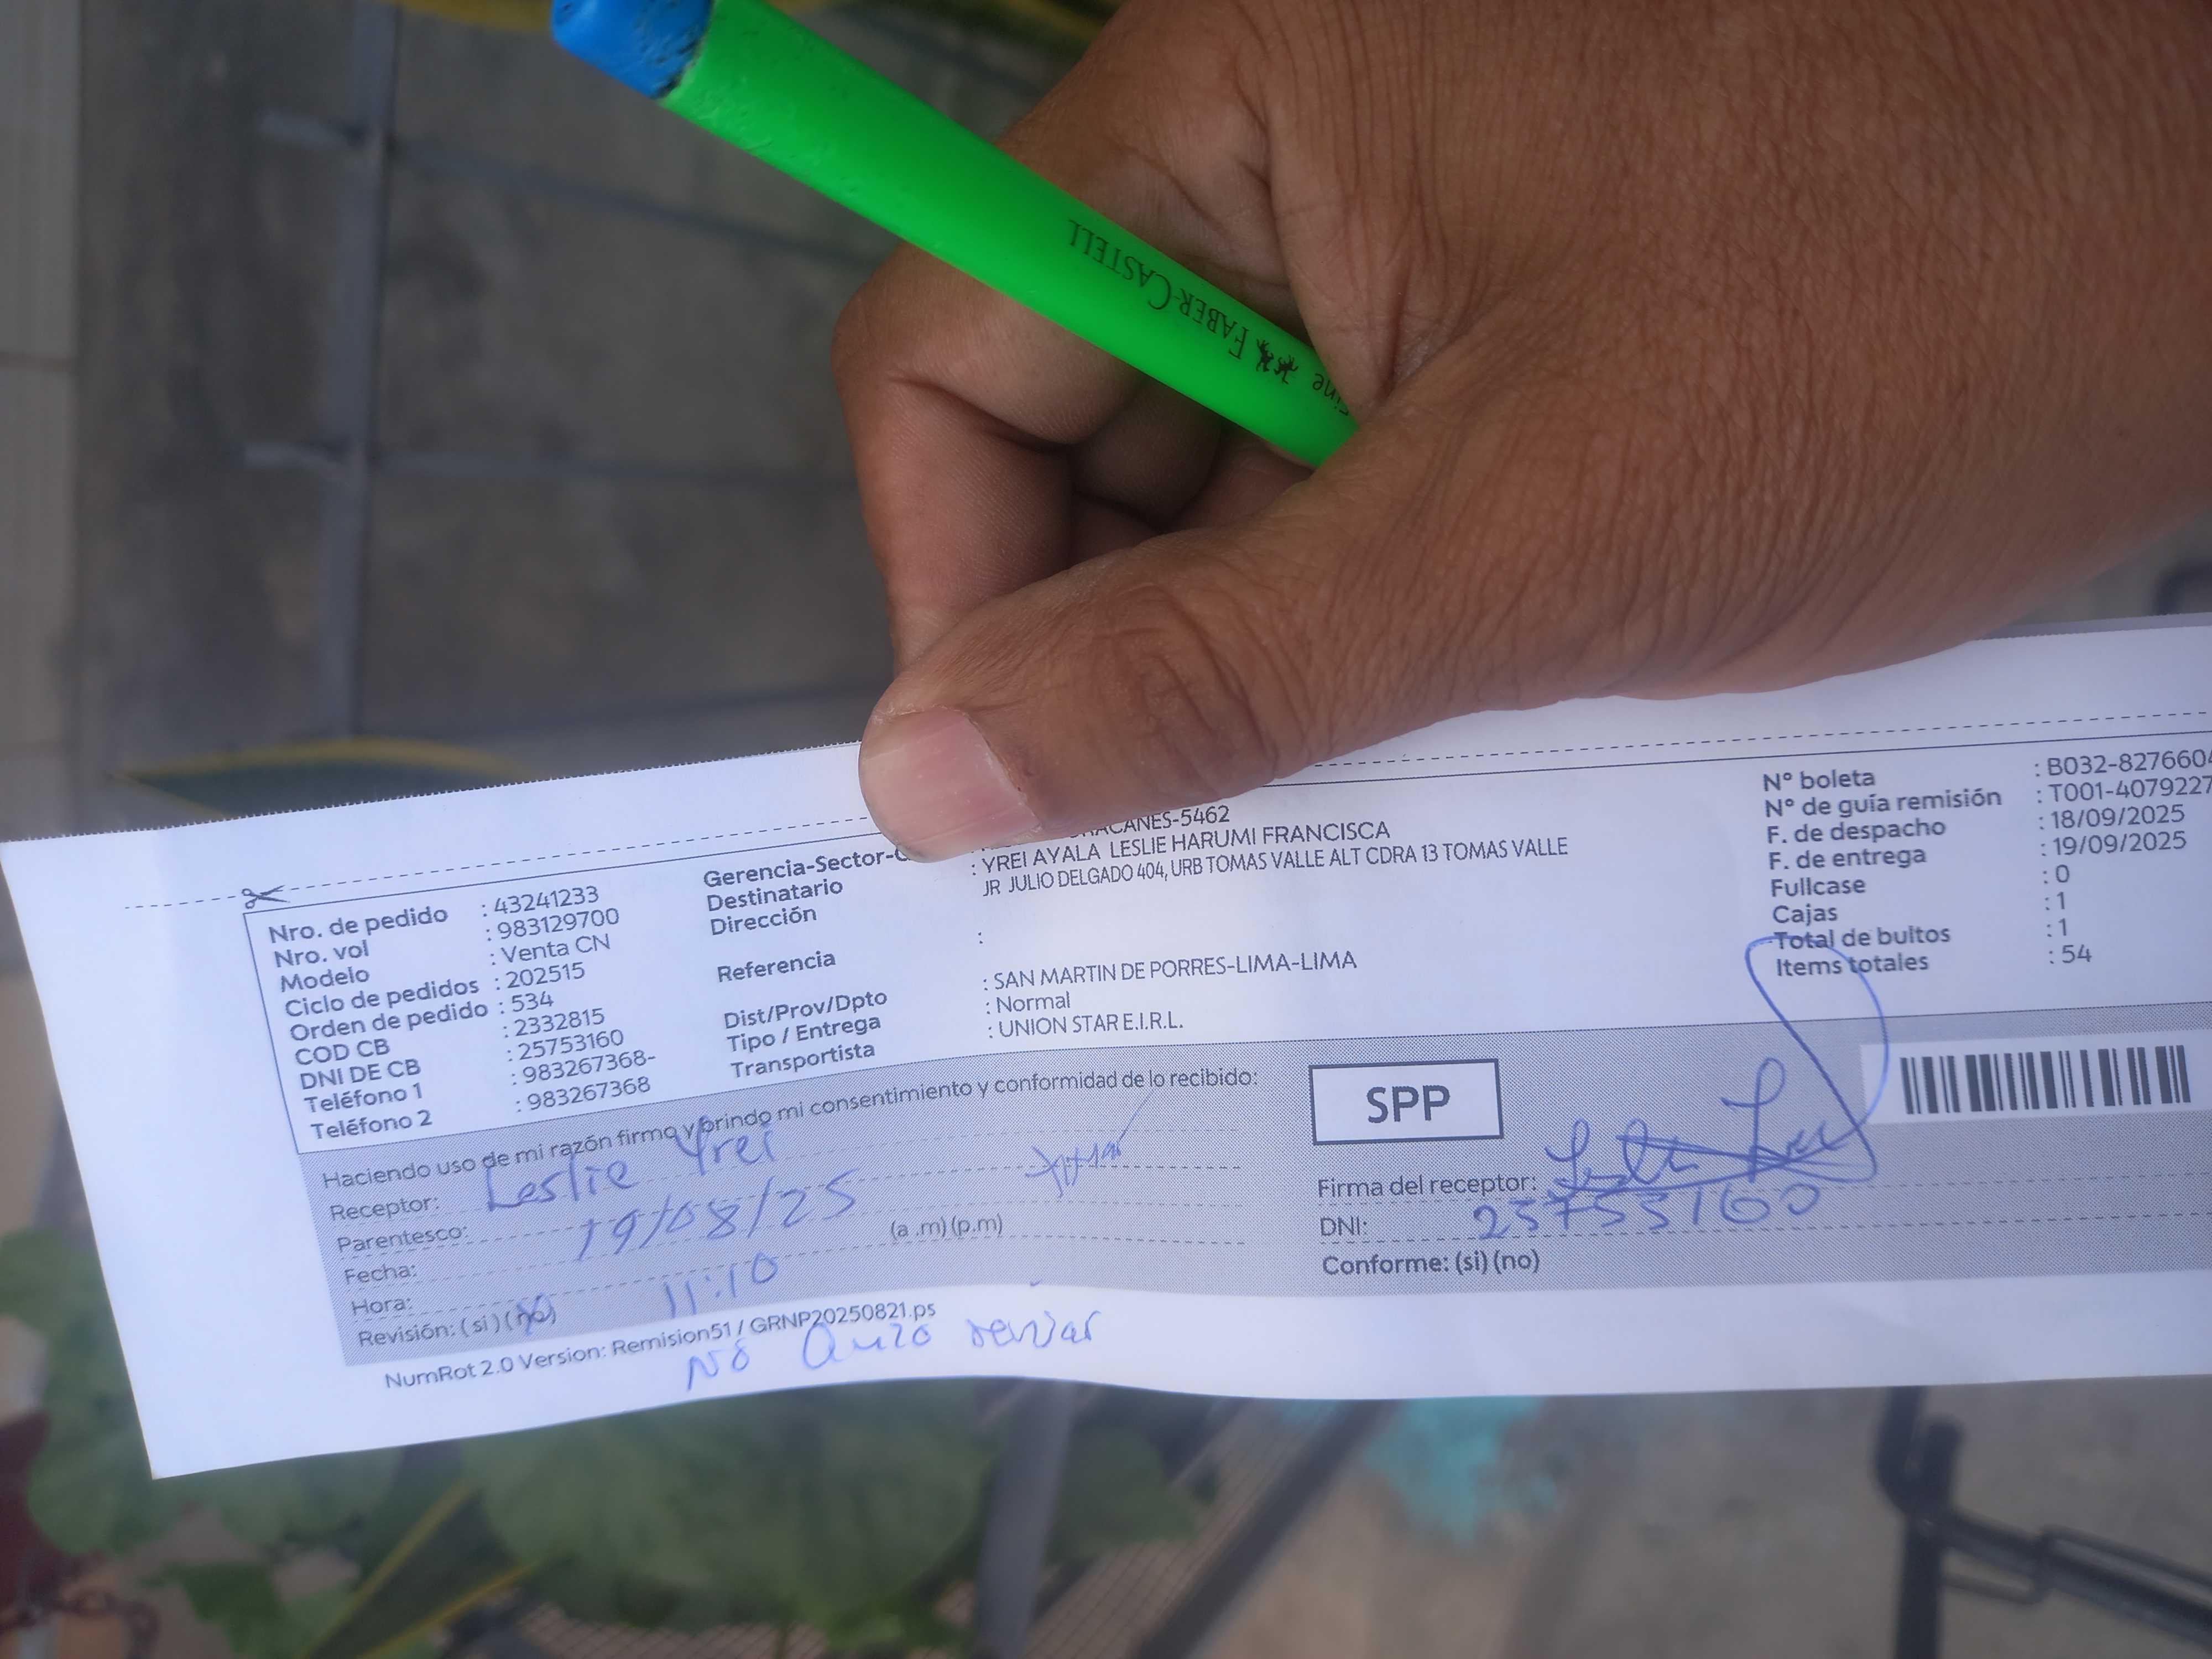 FABER-CASTELL
Fine
Nro. de pedido : 43241233
Nro. vol : 983129700
Modelo : Venta CN
Ciclo de pedidos : 202515
Orden de pedido : 534
COD CB : 2332815
DNI DE CB : 25753160
Teléfono 1 : 983267368-
Teléfono 2 : 983267368
Gerencia-Sector-
RACANES-5462
Destinatario : YREI AYALA LESLIE HARUMI FRANCISCA
Dirección JR JULIO DELGADO 404, URB TOMAS VALLE ALT CDRA 13 TOMAS VALLE
Referencia :
Dist/Prov/Dpto : SAN MARTIN DE PORRES-LIMA-LIMA
Tipo / Entrega : Normal
Transportista : UNION STAR E.I.R.L.
N° boleta : B032-8276604
N° de guía remisión : T001-4079227
F. de despacho : 18/09/2025
F. de entrega : 19/09/2025
Fullcase : 0
Cajas : 1
Total de bultos : 1
Items totales : 54
Haciendo uso de mi razón firmo y brindo mi consentimiento y conformidad de lo recibido:
Receptor: Leslie Yrei
Parentesco:
Fecha: 19/08/25
Hora: 11:10 (a .m) (p.m)
Revisión: (si) (no)
SPP
Firma del receptor:
DNI: 25753160
Conforme: (si) (no)
NumRot 2.0 Version: Remision51 / GRNP20250821.ps
No Quizo